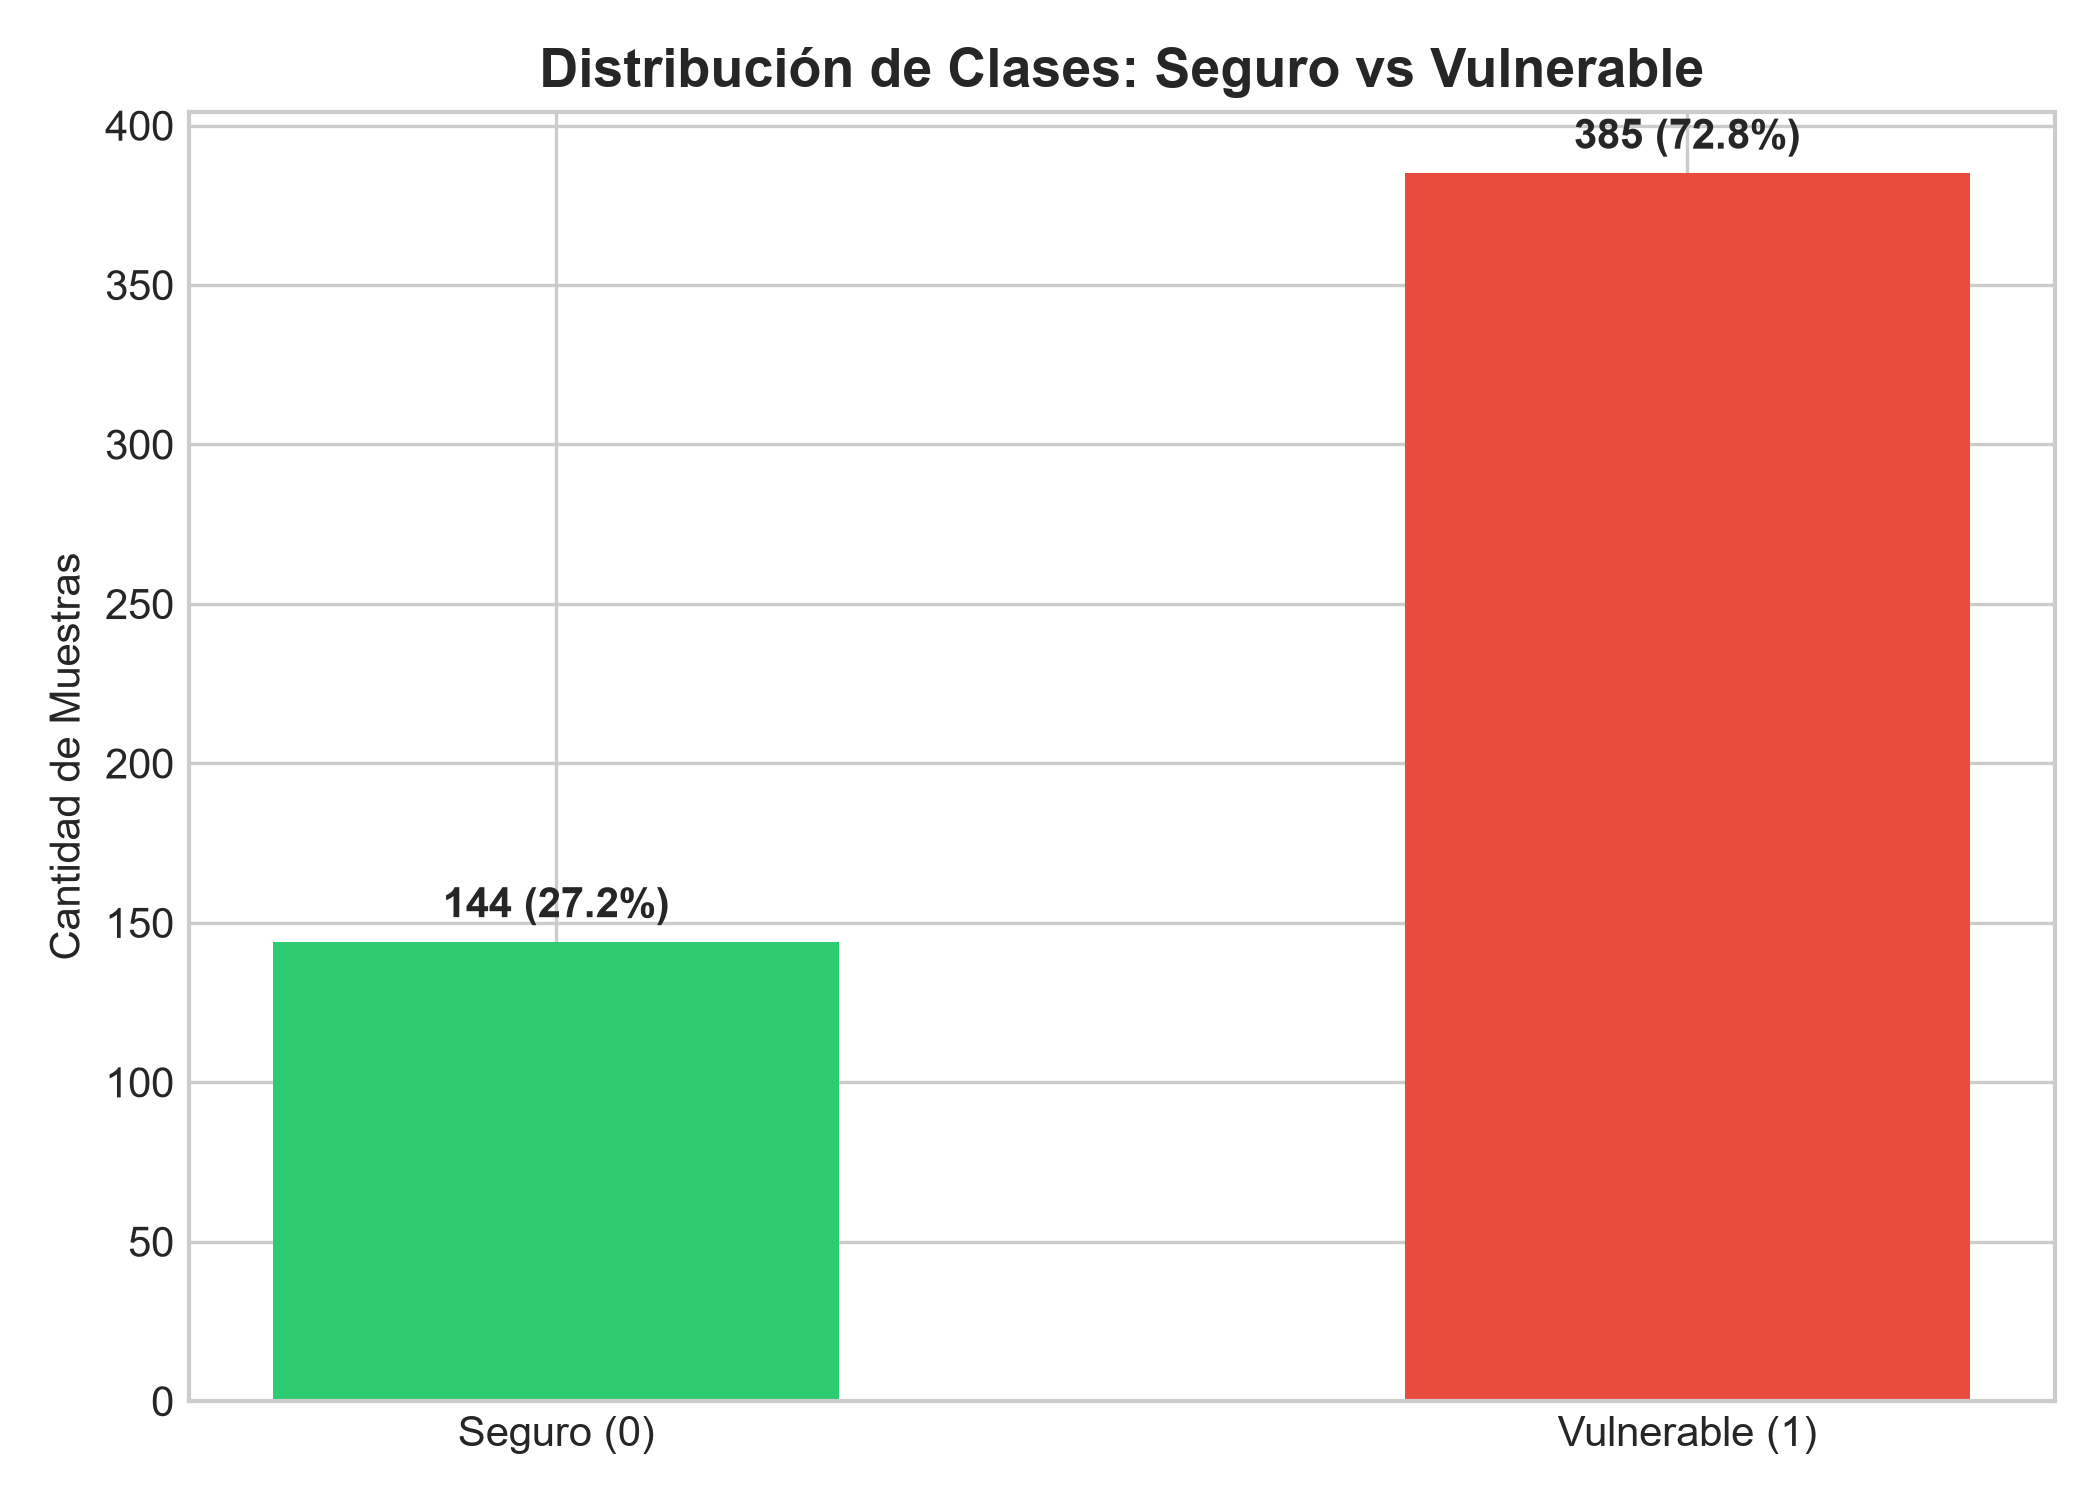 Distribución de Clases: Seguro vs Vulnerable
400
350
300
250
200
150
100
50
0
Cantidad de Muestras
144 (27.2%)
385 (72.8%)
Seguro (0)
Vulnerable (1)